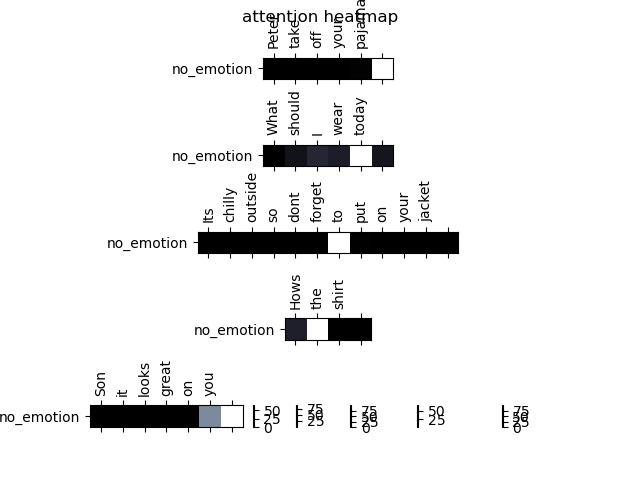 attention heatmap
Peter take off your
no_emotion
What should I wear today
no_emotion
Its chilly outside so dont forget to put on your jacket
no_emotion
Hows the shirt
no_emotion
Son it looks great on you
no_emotion
50 75 75 50 75
25 50 50 25 50
0 25 25 25
0 0